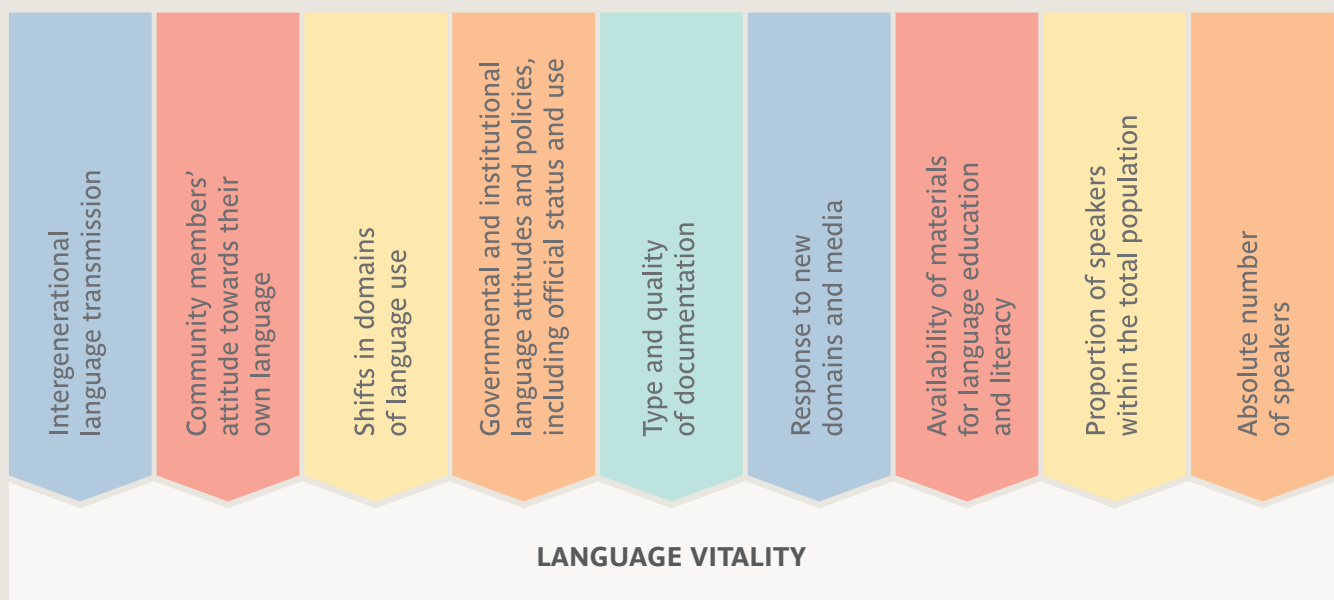 Intergenerational
language transmission
Community members’
attitude towards their
own language
Shifts in domains
of language use
Governmental and institutional
language attitudes and policies,
including official status and use
Type and quality
of documentation
Response to new
domains and media
Availability of materials
for language education
and literacy
Proportion of speakers
within the total population
Absolute number
of speakers
LANGUAGE VITALITY